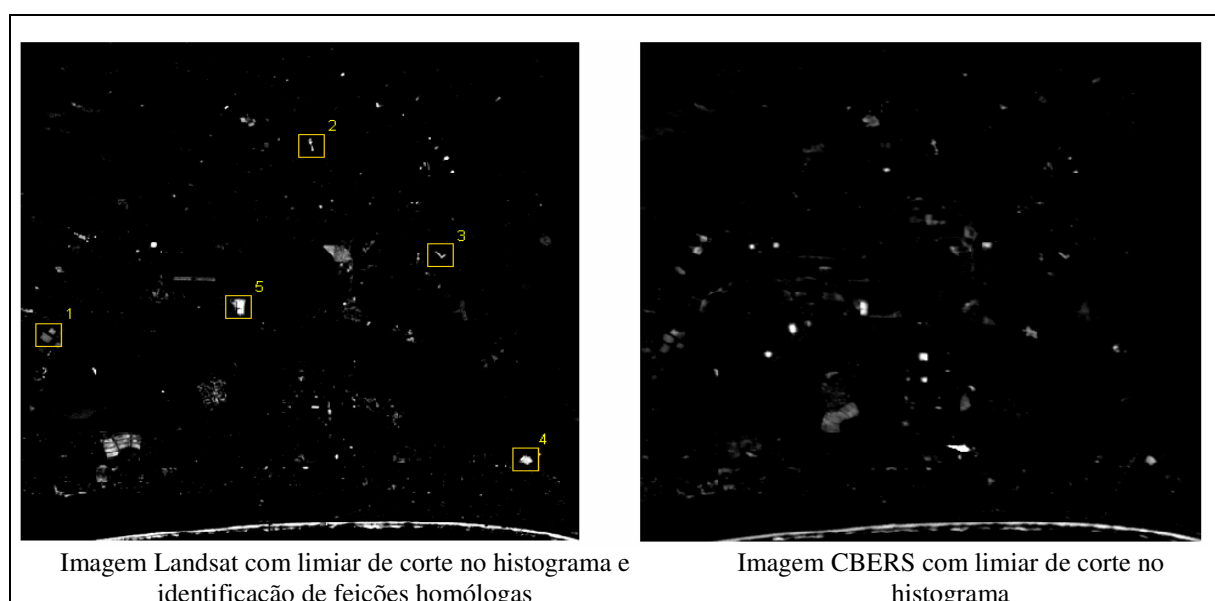 2
3
5
1
4
Imagem Landsat com limiar de corte no histograma e
identificação de feições homólogas
Imagem CBERS com limiar de corte no
histograma